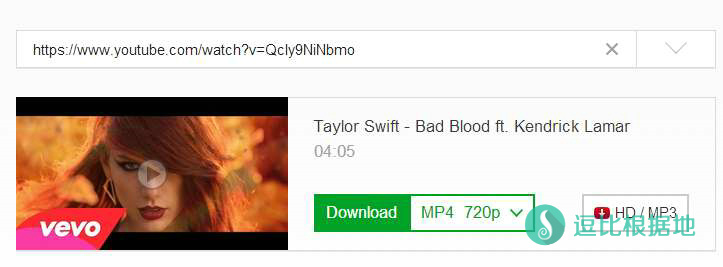 https://www.youtube.com/watch?v=QcIy9NiNbmo
Taylor Swift - Bad Blood ft. Kendrick Lamar
04:05
vevo
Download MP4 720p HD / MP3
逗比根据地